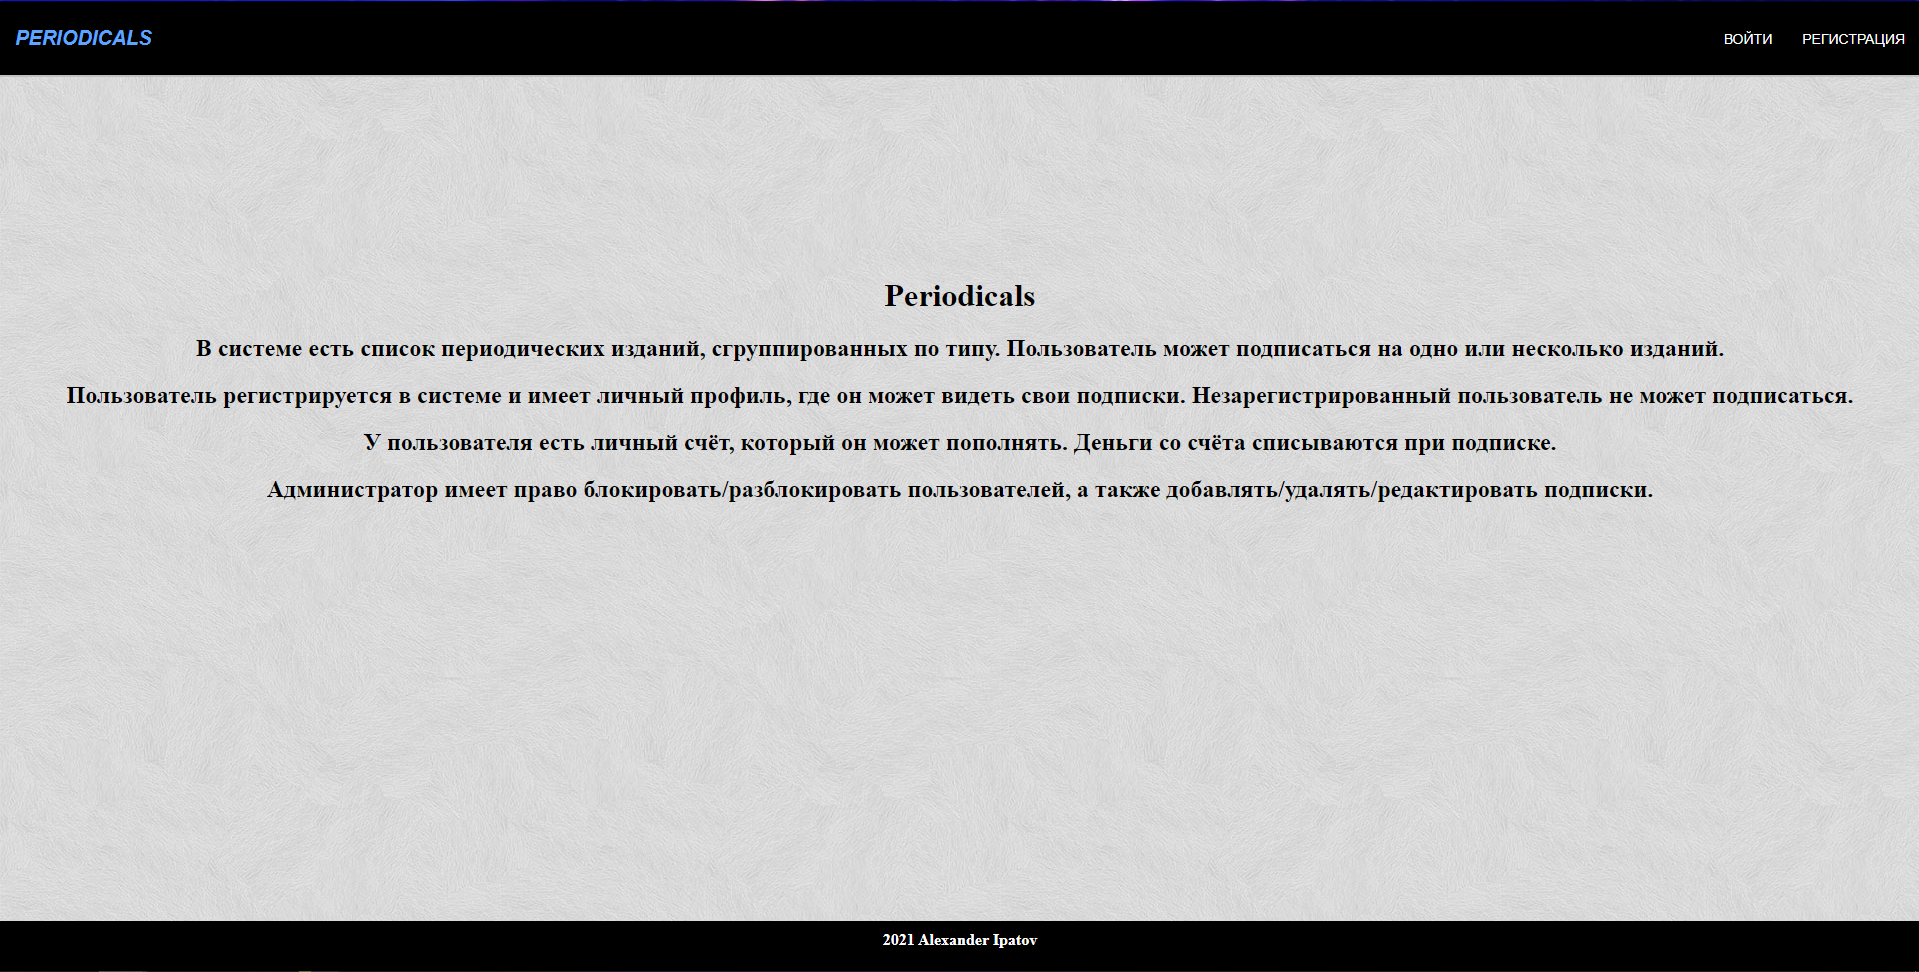 PERIODICALS
ВОЙТИ РЕГИСТРАЦИЯ
Periodicals
В системе есть список периодических изданий, сгруппированных по типу. Пользователь может подписаться на одно или несколько изданий.
Пользователь регистрируется в системе и имеет личный профиль, где он может видеть свои подписки. Незарегистрированный пользователь не может подписаться.
У пользователя есть личный счёт, который он может пополнять. Деньги со счёта списываются при подписке.
Администратор имеет право блокировать/разблокировать пользователей, а также добавлять/удалять/редактировать подписки.
2021 Alexander Ipatov